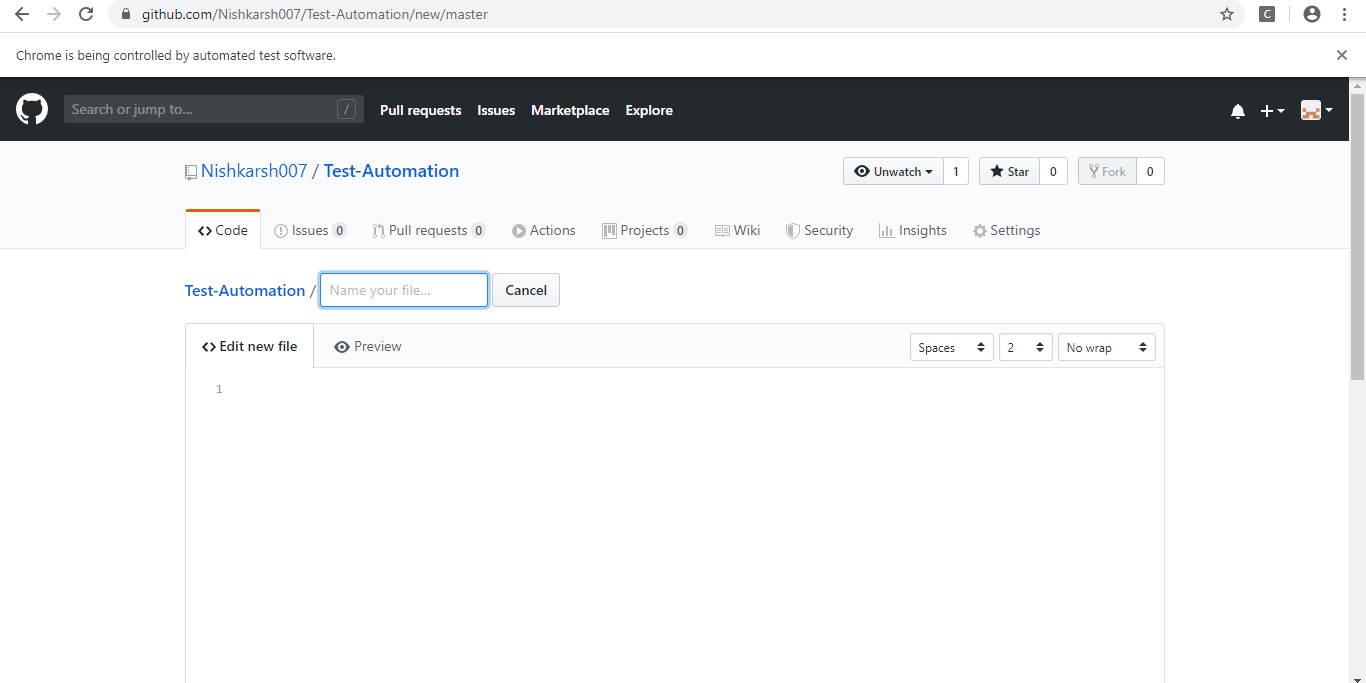 github.com/Nishkarsh007/Test-Automation/new/master
C
Chrome is being controlled by automated test software.
Search or jump to...
/
Pull requests
Issues
Marketplace
Explore
Nishkarsh007 / Test-Automation
Unwatch 1
Star 0
Fork 0
Code
Issues 0
Pull requests 0
Actions
Projects 0
Wiki
Security
Insights
Settings
Test-Automation / Name your file... Cancel
Edit new file
Preview
Spaces
2
No wrap
1